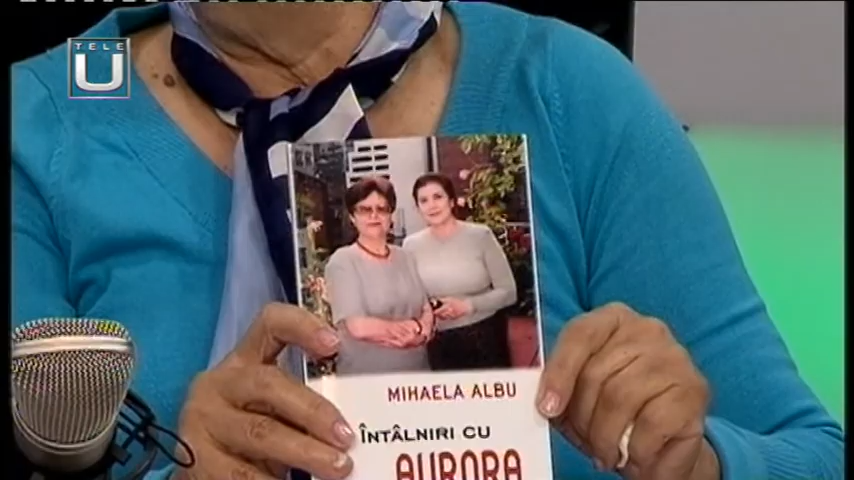 TELE
U
MIHAELA ALBU
ÎNTÂLNIRI CU
AURORA